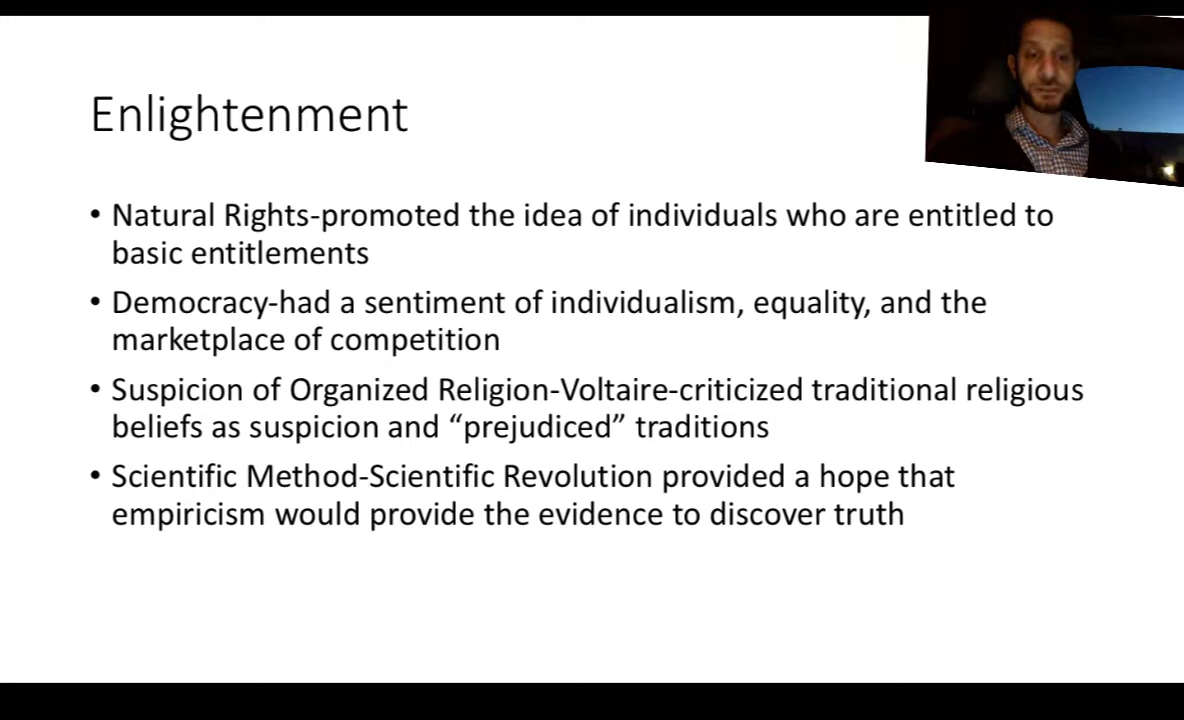 Enlightenment
• Natural Rights-promoted the idea of individuals who are entitled to
basic entitlements
• Democracy-had a sentiment of individualism, equality, and the
marketplace of competition
• Suspicion of Organized Religion-Voltaire-criticized traditional religious
beliefs as suspicion and “prejudiced” traditions
• Scientific Method-Scientific Revolution provided a hope that
empiricism would provide the evidence to discover truth